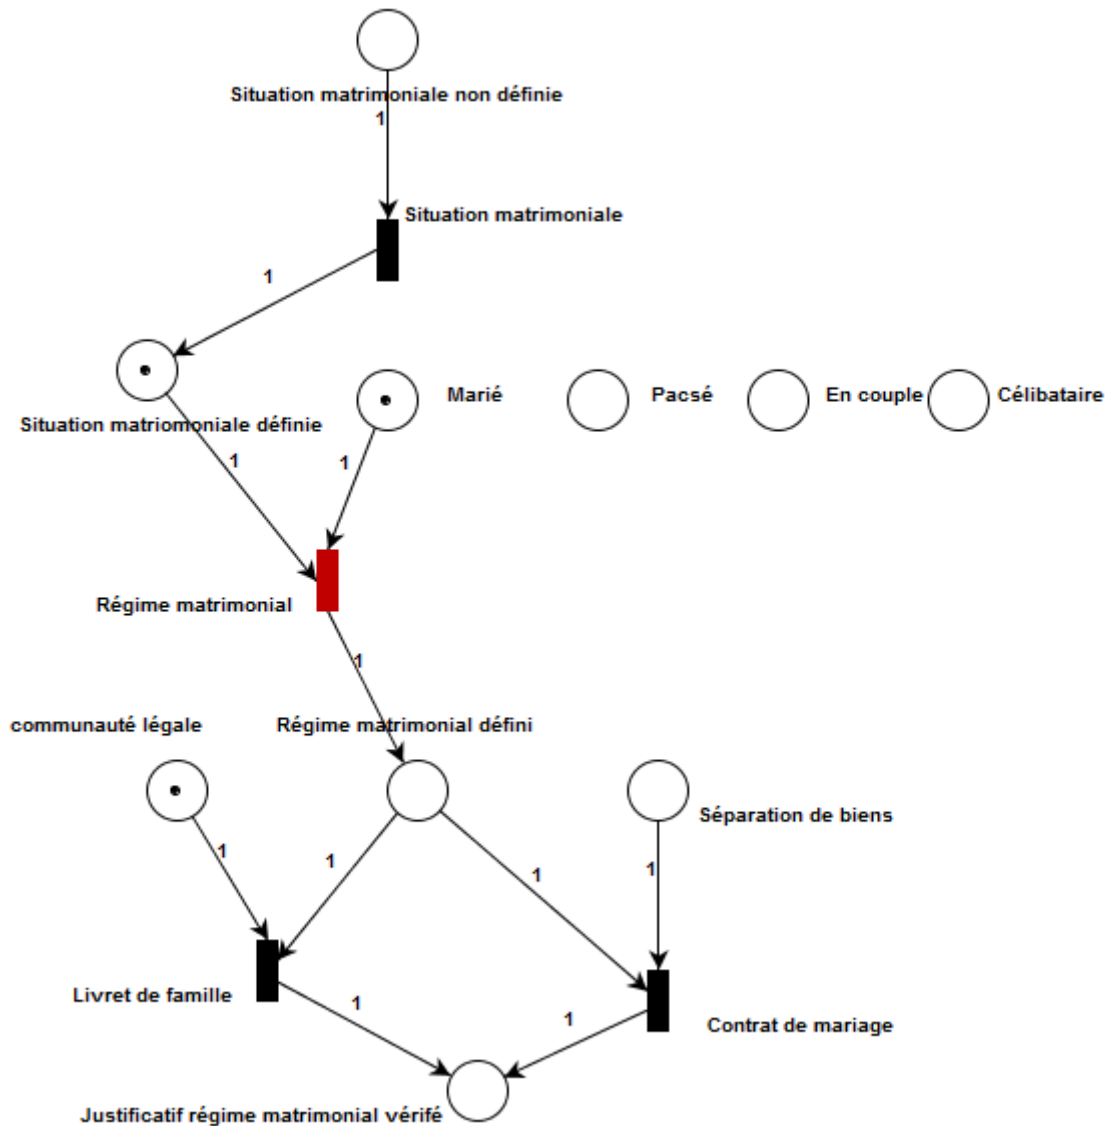 Situation matrimoniale non définie
1
Situation matrimoniale
1
Marié
Pacsé
En couple
Célibataire
Situation matriomoniale définie
1
1
Régime matrimonial
1
communauté légale
Régime matrimonial défini
Séparation de biens
1
1
1
1
Livret de famille
1
1
Contrat de mariage
Justificatif régime matrimonial vérifé